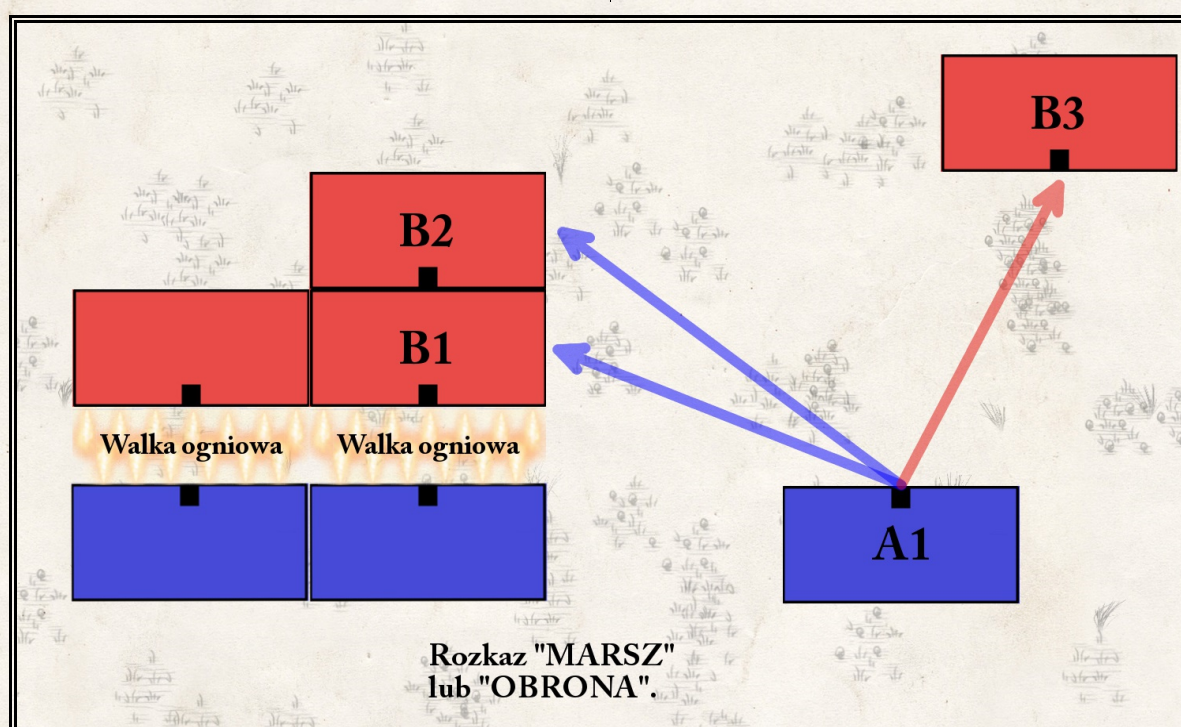 B3
B2
B1
Walka ogniowa Walka ogniowa
A1
Rozkaz "MARSZ"
lub "OBRONA".